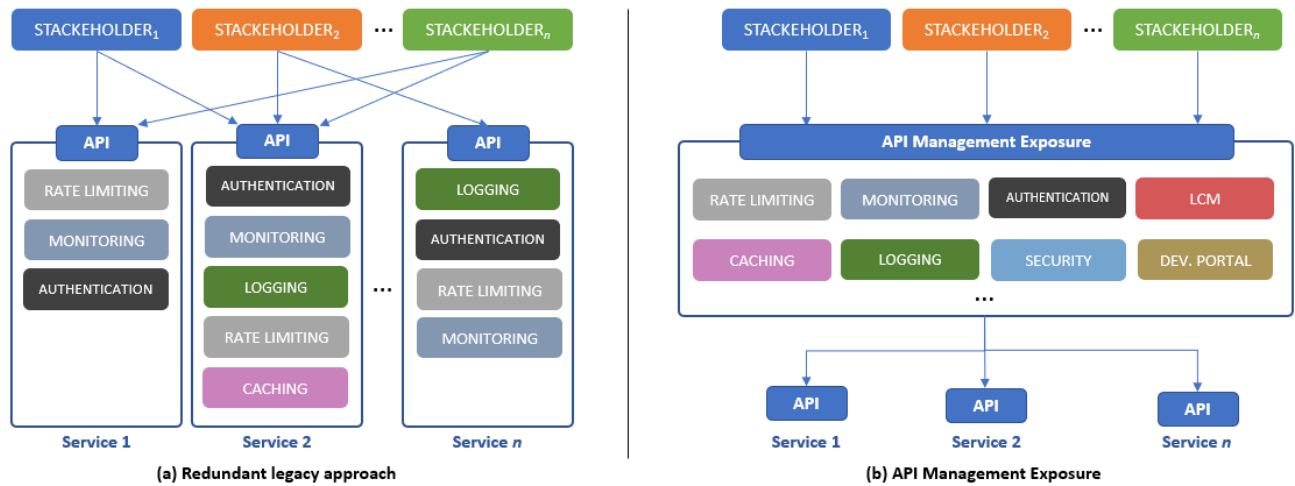 STACKEHOLDER1
STACKEHOLDER2
...
STACKEHOLDERn
API
API
API
RATE LIMITING
MONITORING
AUTHENTICATION
AUTHENTICATION
MONITORING
LOGGING
RATE LIMITING
CACHING
...
LOGGING
AUTHENTICATION
RATE LIMITING
MONITORING
Service 1
Service 2
Service n
(a) Redundant legacy approach
STACKEHOLDER1
STACKEHOLDER2
...
STACKEHOLDERn
API Management Exposure
RATE LIMITING
MONITORING
AUTHENTICATION
LCM
CACHING
LOGGING
SECURITY
DEV. PORTAL
...
API
API
API
Service 1
Service 2
Service n
(b) API Management Exposure